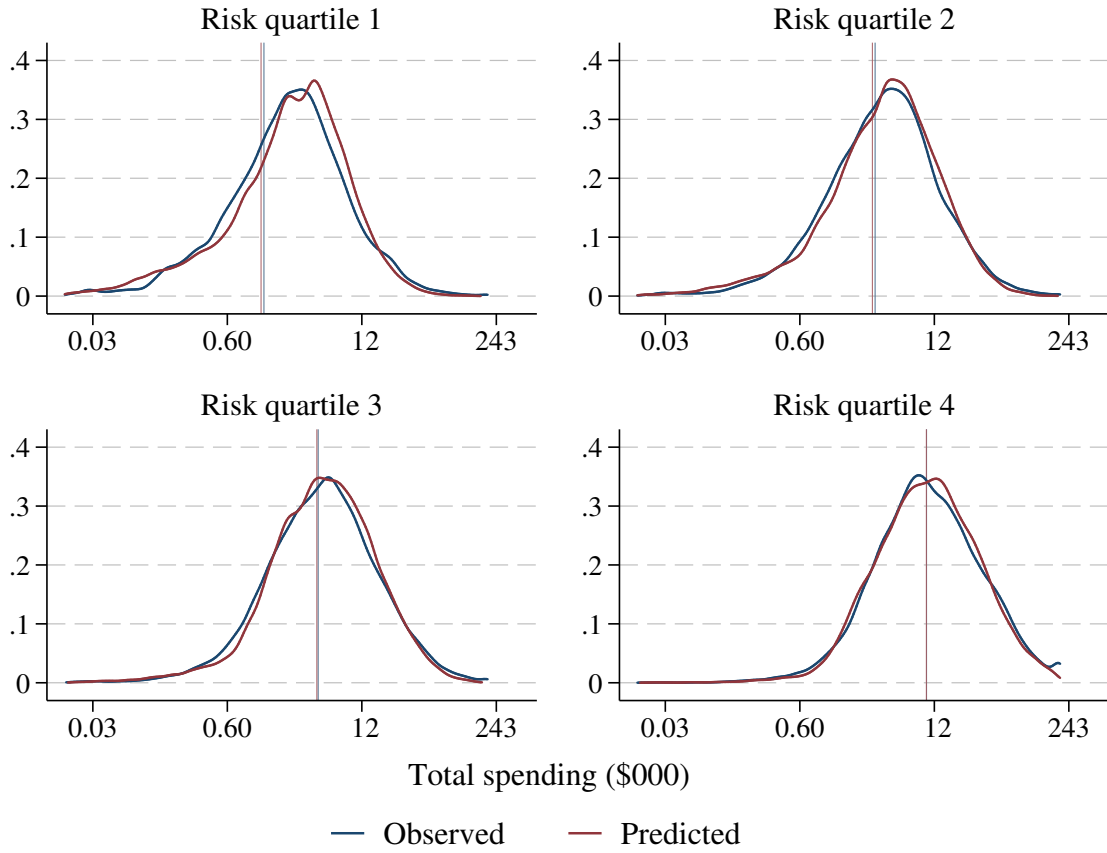 Risk quartile 1
Risk quartile 2
.4
.3
.2
.1
0
0.03 0.60 12 243
.4
.3
.2
.1
0
0.03 0.60 12 243
Risk quartile 3
Risk quartile 4
.4
.3
.2
.1
0
0.03 0.60 12 243
.4
.3
.2
.1
0
0.03 0.60 12 243
Total spending ($000)
Observed Predicted